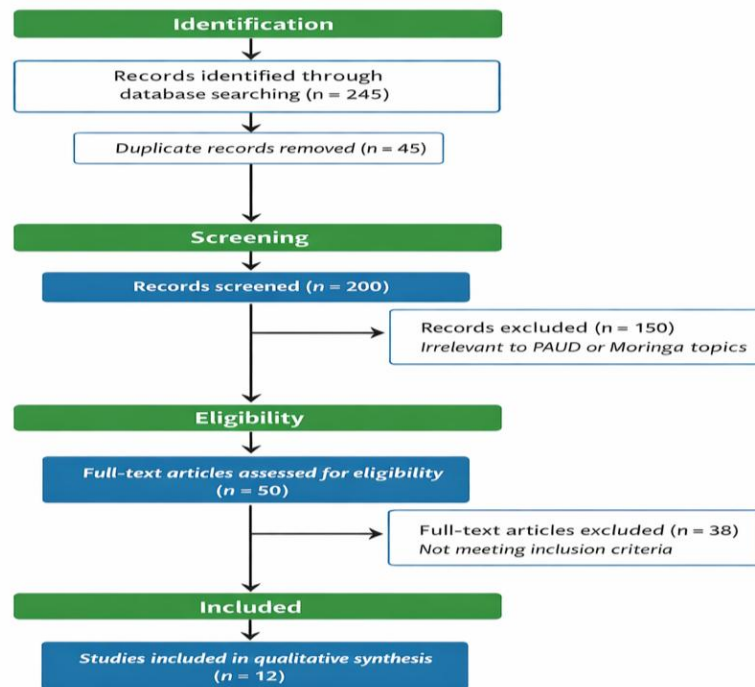 Identification
Records identified through
database searching (n = 245)
Duplicate records removed (n = 45)
Screening
Records screened (n = 200)
Records excluded (n = 150)
Irrelevant to PAUD or Moringa topics
Eligibility
Full-text articles assessed for eligibility
(n = 50)
Full-text articles excluded (n = 38)
Not meeting inclusion criteria
Included
Studies included in qualitative synthesis
(n = 12)